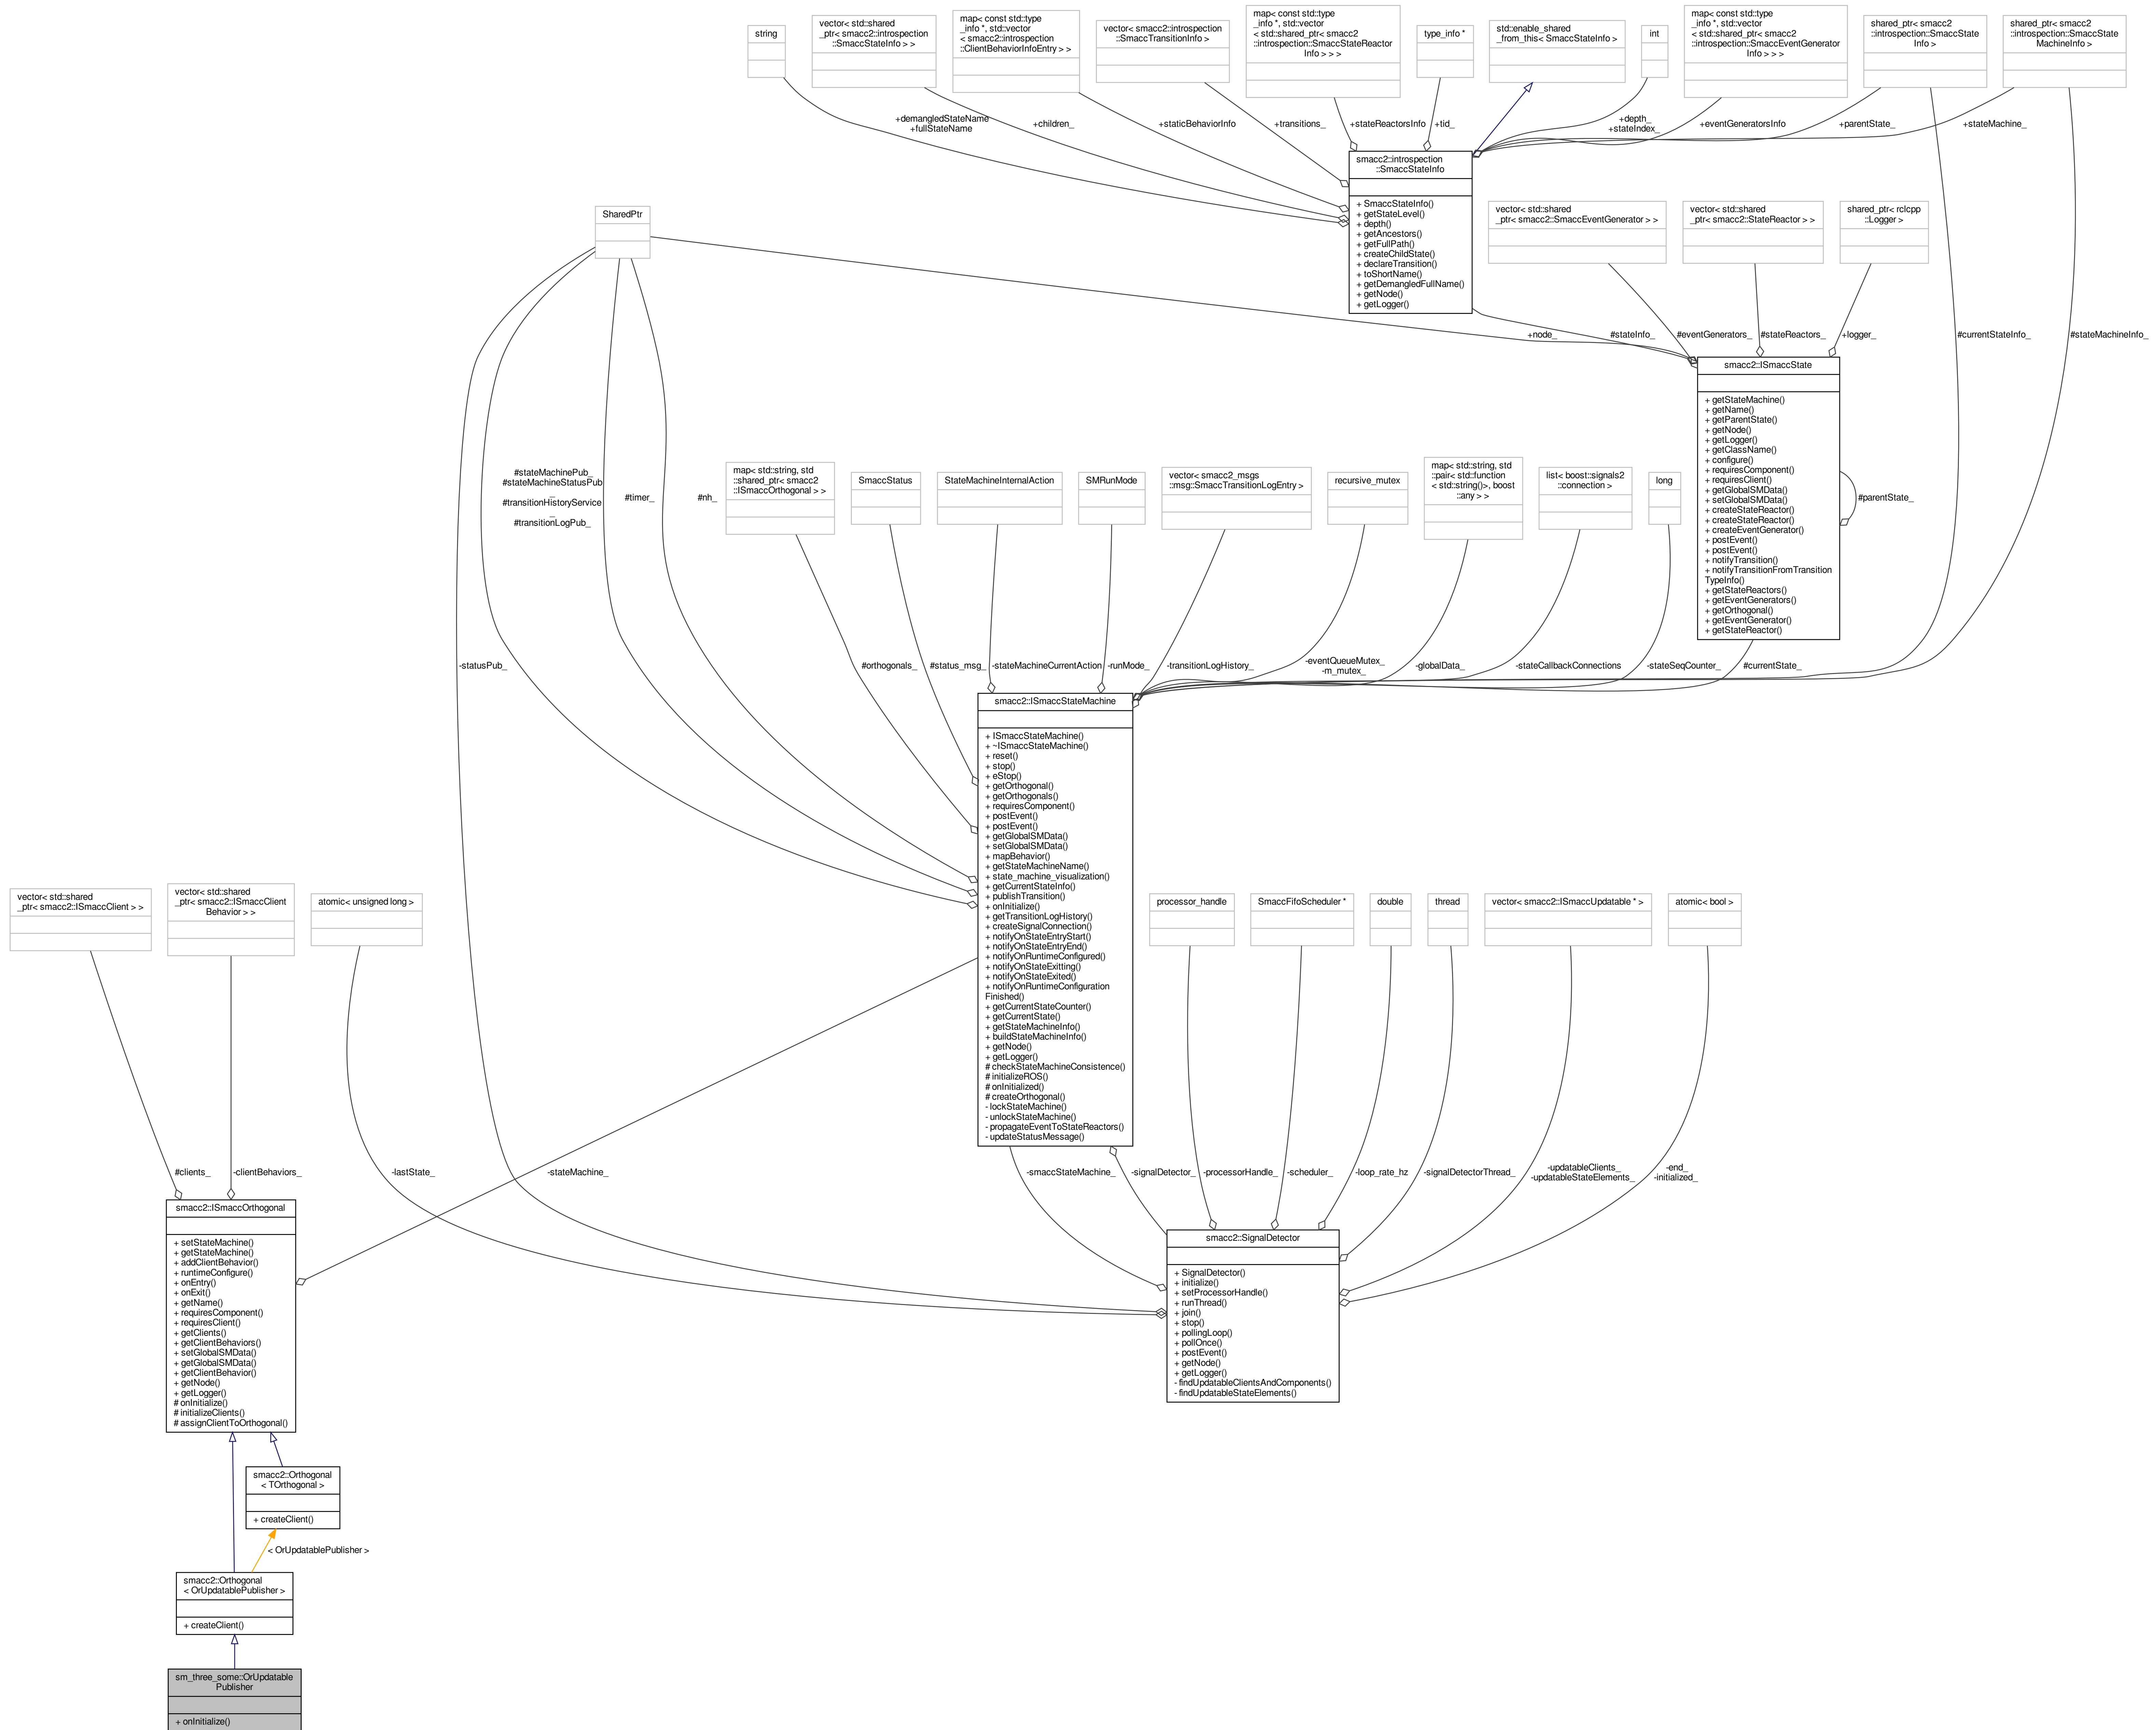 string
vector< std::shared
_ptr< smacc2::introspection
::SmaccStateInfo > >
map< const std::type
_info *, std::vector
< smacc2::introspection
::ClientBehaviorInfoEntry > >
vector< smacc2::introspection
::SmaccTransitionInfo >
map< const std::type
_info *, std::vector
< std::shared_ptr< smacc2
::introspection::SmaccStateReactor
Info > > >
type_info *
std::enable_shared
_from_this< SmaccStateInfo >
int
map< const std::type
_info *, std::vector
< std::shared_ptr< smacc2
::introspection::SmaccEventGenerator
Info > > >
shared_ptr< smacc2
::introspection::SmaccState
Info >
shared_ptr< smacc2
::introspection::SmaccState
MachineInfo >
+demangledStateName
+fullStateName
+children_
+staticBehaviorInfo
+transitions_
+stateReactorsInfo
+tid_
+depth_
+stateIndex_
+eventGeneratorsInfo
+parentState_
+stateMachine_
smacc2::introspection
::SmaccStateInfo
+ SmaccStateInfo()
+ getStateLevel()
+ depth()
+ getAncestors()
+ getFullPath()
+ createChildState()
+ declareTransition()
+ toShortName()
+ getDemangledFullName()
+ getNode()
+ getLogger()
SharedPtr
vector< std::shared
_ptr< smacc2::SmaccEventGenerator > >
vector< std::shared
_ptr< smacc2::StateReactor > >
shared_ptr< rclcpp
::Logger >
+node_
#stateInfo_
#eventGenerators_
#stateReactors_
+logger_
#currentStateInfo_
#stateMachineInfo_
smacc2::ISmaccState
+ getStateMachine()
+ getName()
+ getParentState()
+ getNode()
+ getLogger()
+ getClassName()
+ configure()
+ requiresComponent()
+ requiresClient()
+ getGlobalSMData()
+ setGlobalSMData()
+ createStateReactor()
+ createStateReactor()
+ createEventGenerator()
+ postEvent()
+ postEvent()
+ notifyTransition()
+ notifyTransitionFromTransition
TypeInfo()
+ getStateReactors()
+ getEventGenerators()
+ getOrthogonal()
+ getEventGenerator()
+ getStateReactor()
#parentState_
#stateMachinePub_
#stateMachineStatusPub
_
#transitionHistoryService
_
#transitionLogPub_
#timer_
#nh_
map< std::string, std
::shared_ptr< smacc2
::ISmaccOrthogonal > >
SmaccStatus
StateMachineInternalAction
SMRunMode
vector< smacc2_msgs
::msg::SmaccTransitionLogEntry >
recursive_mutex
map< std::string, std
::pair< std::function
< std::string()>, boost
::any > >
list< boost::signals2
::connection >
long
-statusPub_
#orthogonals_
#status_msg_
-stateMachineCurrentAction
-runMode_
-transitionLogHistory_
-eventQueueMutex_
-m_mutex_
-globalData_
-stateCallbackConnections
-stateSeqCounter_
#currentState_
smacc2::ISmaccStateMachine
+ ISmaccStateMachine()
+ ~ISmaccStateMachine()
+ reset()
+ stop()
+ eStop()
+ getOrthogonal()
+ getOrthogonals()
+ requiresComponent()
+ postEvent()
+ postEvent()
+ getGlobalSMData()
+ setGlobalSMData()
+ mapBehavior()
+ getStateMachineName()
+ state_machine_visualization()
+ getCurrentStateInfo()
+ publishTransition()
+ onInitialize()
+ getTransitionLogHistory()
+ createSignalConnection()
+ notifyOnStateEntryStart()
+ notifyOnStateEntryEnd()
+ notifyOnRuntimeConfigured()
+ notifyOnStateExitting()
+ notifyOnStateExited()
+ notifyOnRuntimeConfiguration
Finished()
+ getCurrentStateCounter()
+ getCurrentState()
+ getStateMachineInfo()
+ buildStateMachineInfo()
+ getNode()
+ getLogger()
# checkStateMachineConsistence()
# initializeROS()
# onInitialized()
# createOrthogonal()
- lockStateMachine()
- unlockStateMachine()
- propagateEventToStateReactors()
- updateStatusMessage()
vector< std::shared
_ptr< smacc2::ISmaccClient > >
vector< std::shared
_ptr< smacc2::ISmaccClient
Behavior > >
atomic< unsigned long >
processor_handle
SmaccFifoScheduler *
double
thread
vector< smacc2::ISmaccUpdatable * >
atomic< bool >
#clients_
-clientBehaviors_
-lastState_
-stateMachine_
-smaccStateMachine_
-signalDetector_
-processorHandle_
-scheduler_
-loop_rate_hz
-signalDetectorThread_
-updatableClients_
-updatableStateElements_
-end_
-initialized_
smacc2::ISmaccOrthogonal
+ setStateMachine()
+ getStateMachine()
+ addClientBehavior()
+ runtimeConfigure()
+ onEntry()
+ onExit()
+ getName()
+ requiresComponent()
+ requiresClient()
+ getClients()
+ getClientBehaviors()
+ setGlobalSMData()
+ getGlobalSMData()
+ getClientBehavior()
+ getNode()
+ getLogger()
# onInitialize()
# initializeClients()
# assignClientToOrthogonal()
smacc2::SignalDetector
+ SignalDetector()
+ initialize()
+ setProcessorHandle()
+ runThread()
+ join()
+ stop()
+ pollingLoop()
+ pollOnce()
+ postEvent()
+ getNode()
+ getLogger()
- findUpdatableClientsAndComponents()
- findUpdatableStateElements()
smacc2::Orthogonal
< TOrthogonal >
+ createClient()
< OrUpdatablePublisher >
smacc2::Orthogonal
< OrUpdatablePublisher >
+ createClient()
sm_three_some::OrUpdatable
Publisher
+ onInitialize()